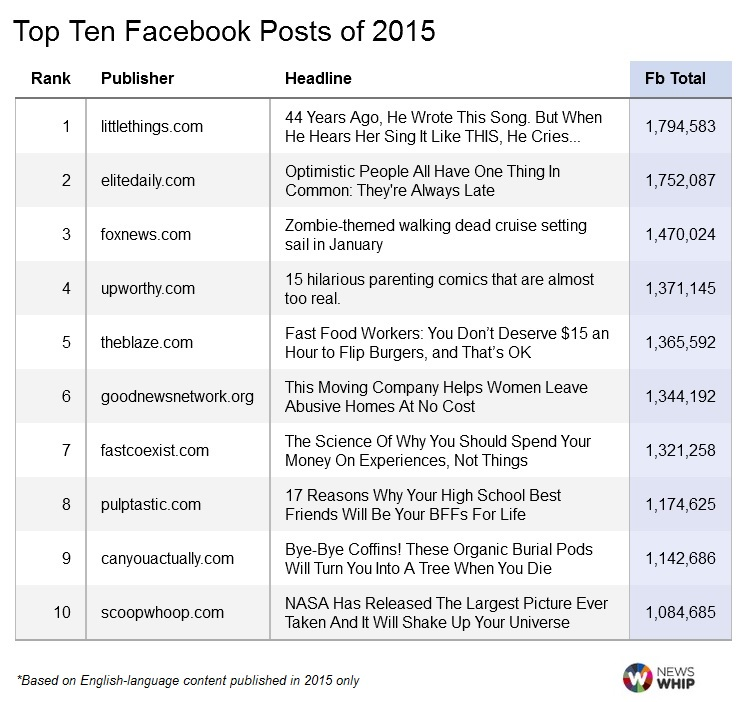 Top Ten Facebook Posts of 2015
Rank Publisher Headline Fb Total
1 littlethings.com 44 Years Ago, He Wrote This Song. But When
He Hears Her Sing It Like THIS, He Cries... 1,794,583
2 elitedaily.com Optimistic People All Have One Thing In
Common: They're Always Late 1,752,087
3 foxnews.com Zombie-themed walking dead cruise setting
sail in January 1,470,024
4 upworthy.com 15 hilarious parenting comics that are almost
too real. 1,371,145
5 theblaze.com Fast Food Workers: You Don’t Deserve $15 an
Hour to Flip Burgers, and That’s OK 1,365,592
6 goodnewsnetwork.org This Moving Company Helps Women Leave
Abusive Homes At No Cost 1,344,192
7 fastcoexist.com The Science Of Why You Should Spend Your
Money On Experiences, Not Things 1,321,258
8 pulptastic.com 17 Reasons Why Your High School Best
Friends Will Be Your BFFs For Life 1,174,625
9 canyouactually.com Bye-Bye Coffins! These Organic Burial Pods
Will Turn You Into A Tree When You Die 1,142,686
10 scoopwhoop.com NASA Has Released The Largest Picture Ever
Taken And It Will Shake Up Your Universe 1,084,685
*Based on English-language content published in 2015 only
W NEWS
WHIP